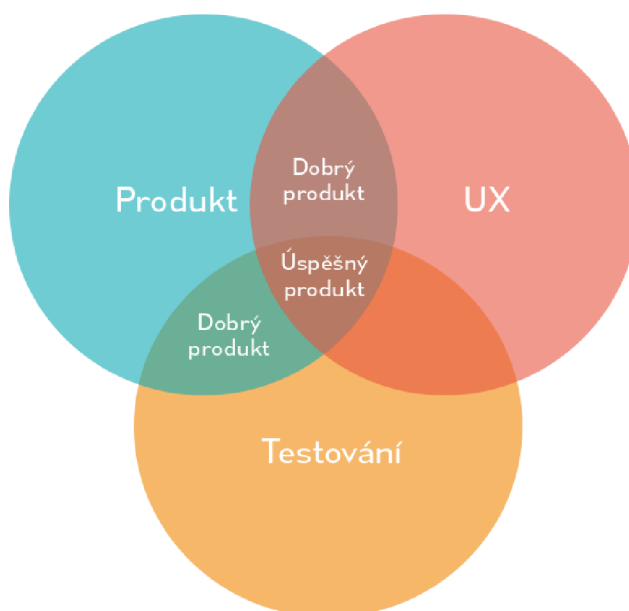 Dobrý
produkt
Produkt
UX
Úspěšný
produkt
Dobrý
produkt
Testování